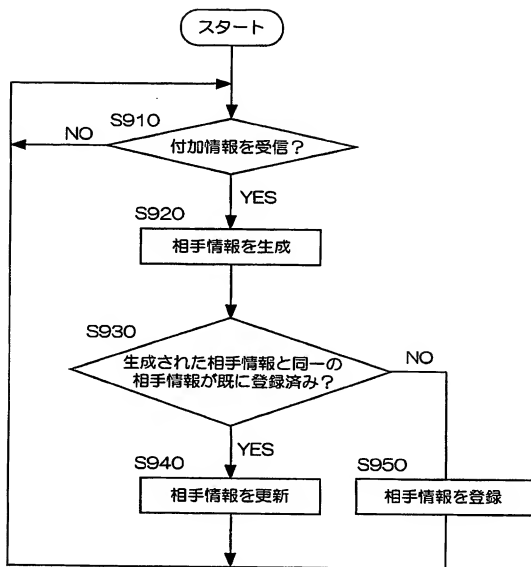 スタート
S910
NO
付加情報を受信？
YES
S920
相手情報を生成
S930
生成された相手情報と同一の
相手情報が既に登録済み？
NO
YES
S940
相手情報を更新
S950
相手情報を登録